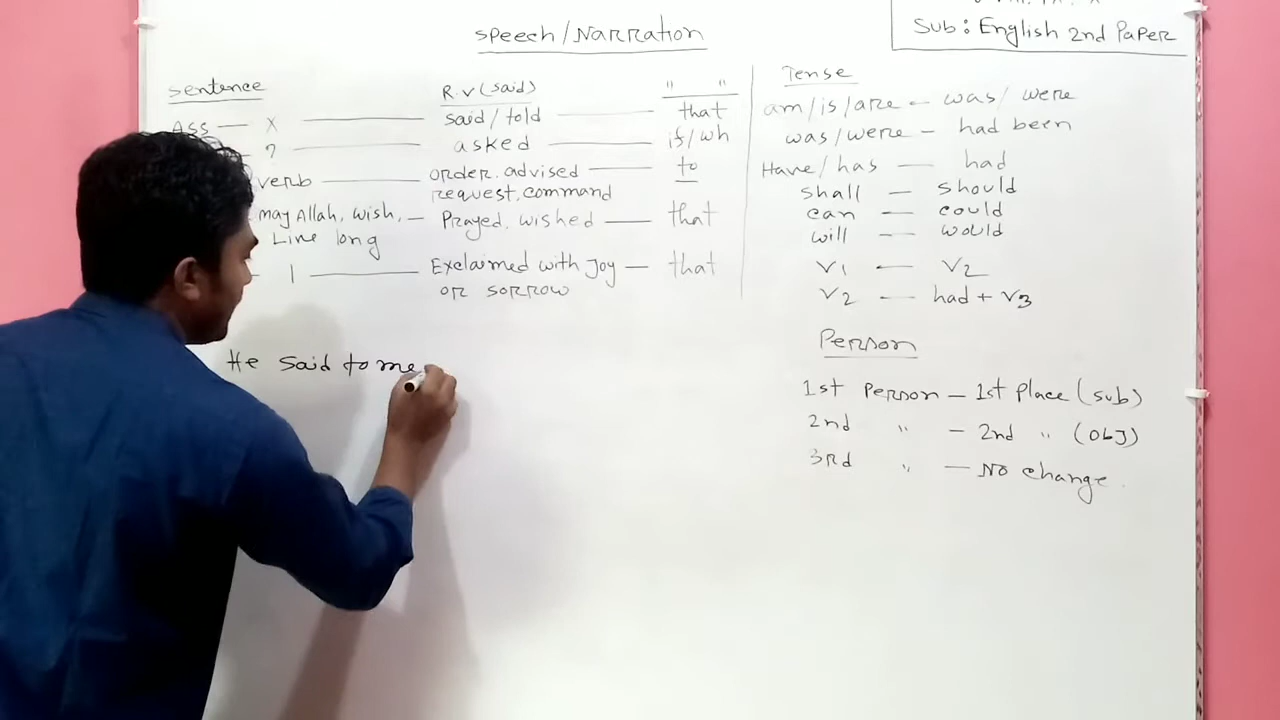 Speech/Narration
Sub: English 2nd Paper
Sentence R.V (said) " "
Ass — x — said/told — that
? — asked — if/wh
verb — order. advised — to
request, command
may Allah, wish, — Prayed, wished — that
Live long
— | — Exclaimed with Joy — that
or sorrow
Tense
am/is/are — was/were
was/were — had been
Have/has — had
shall — should
can — could
will — would
V1 — V2
V2 — had + V3
Person
1st Person — 1st Place (sub)
2nd " — 2nd " (Obj)
3rd " — No change.
He said to me